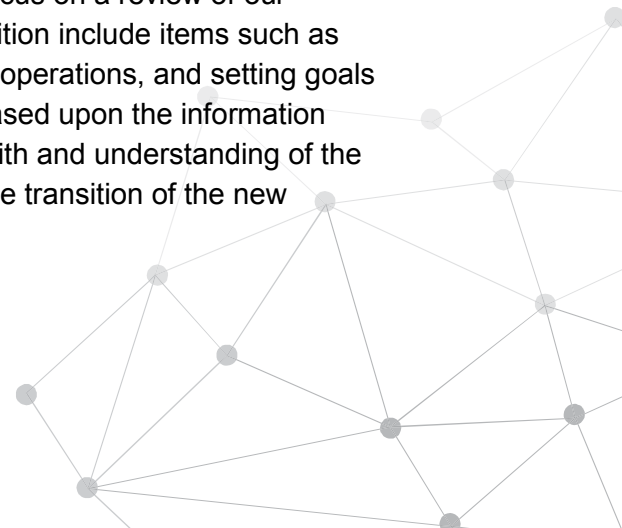 ocus on a review of our
ition include items such as
operations, and setting goals
ased upon the information
ith and understanding of the
e transition of the new